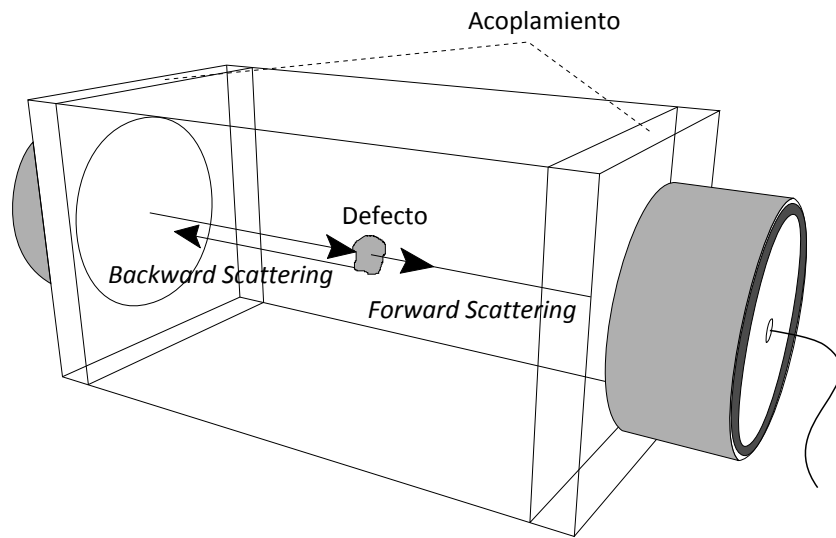 Acoplamiento
Defecto
Backward Scattering
Forward Scattering